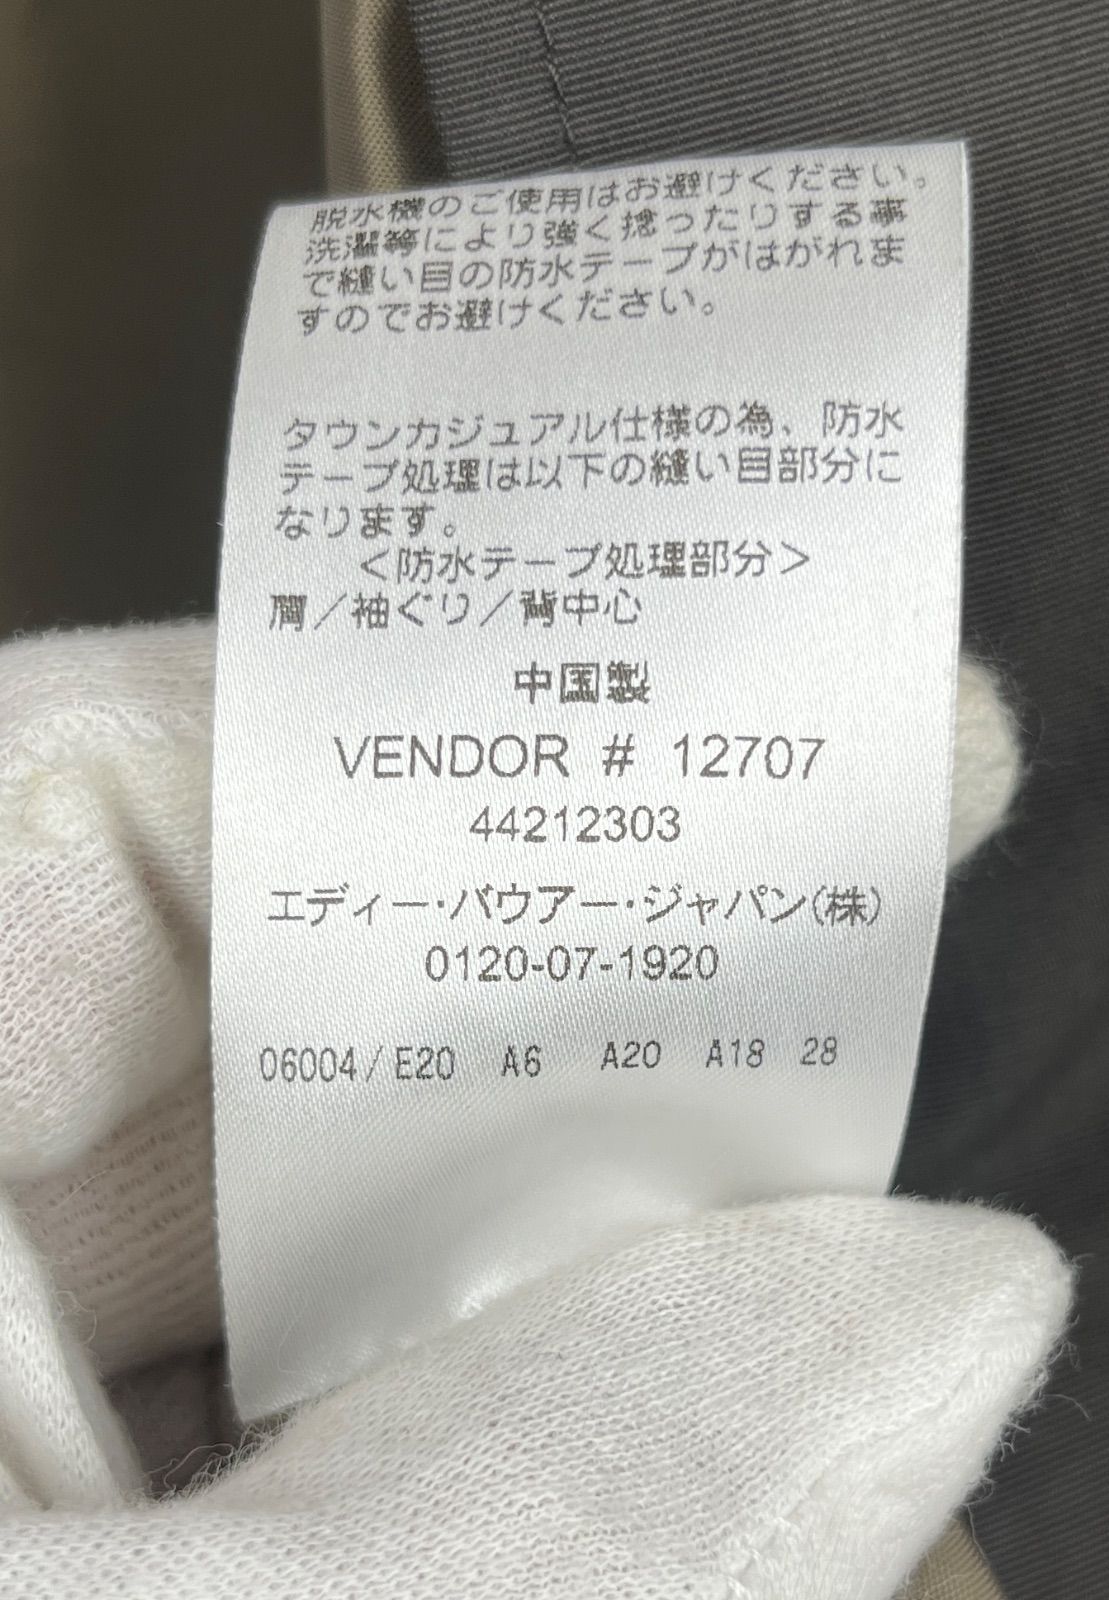 脱水機のご使用はお避けください。
洗濯等により強く捻ったりする事
で縫い目の防水テープがはがれま
すのでお避けください。
タウンカジュアル仕様の為、防水
テープ処理は以下の縫い目部分に
なります。
＜防水テープ処理部分＞
肩／袖ぐり／背中心
中国製
VENDOR # 12707
44212303
エディー・バウアー・ジャパン(株)
0120-07-1920
06004/E20 A6 A20 A18 28